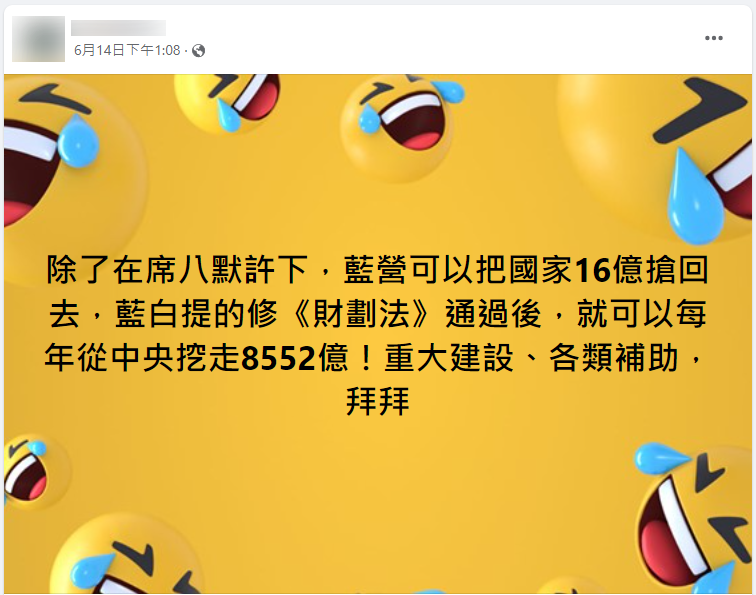 6月14日下午1:08 ·
除了在席八默許下，藍營可以把國家16億搶回
去，藍白提的修《財劃法》通過後，就可以每
年從中央挖走8552億！重大建設、各類補助，
拜拜